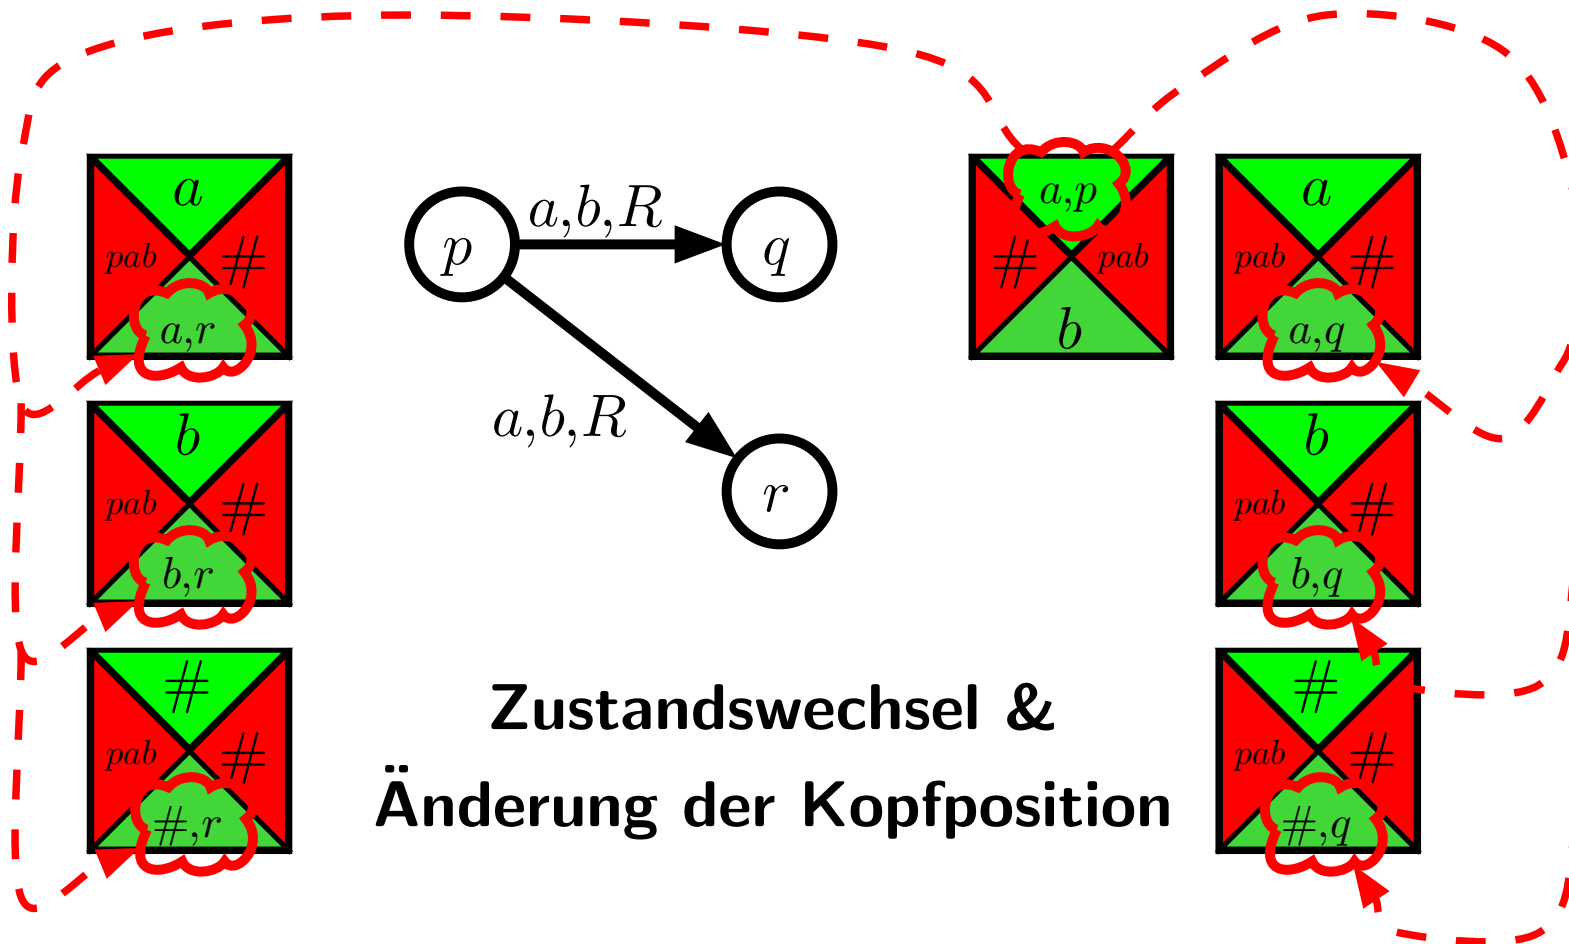 a
pab #
a,r
b
pab #
b,r
#
pab #
#,r
p
a,b,R
q
a,b,R
r
a,p
# pab
b
a
pab #
a,q
b
pab #
b,q
#
pab #
#,q
Zustandswechsel &
Änderung der Kopfposition